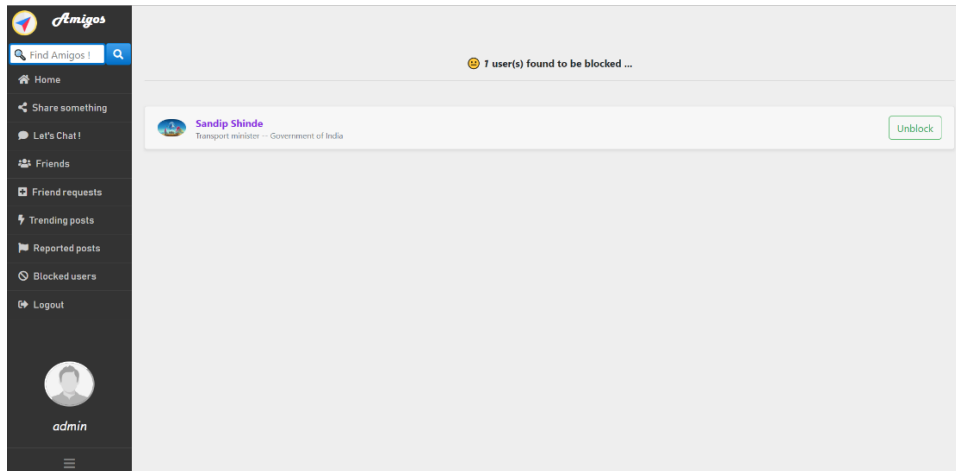 Amigos
Find Amigos !
Home
Share something
Let's Chat !
Friends
Friend requests
Trending posts
Reported posts
Blocked users
Logout
admin
1 user(s) found to be blocked ...
Sandip Shinde
Transport minister -- Government of India
Unblock